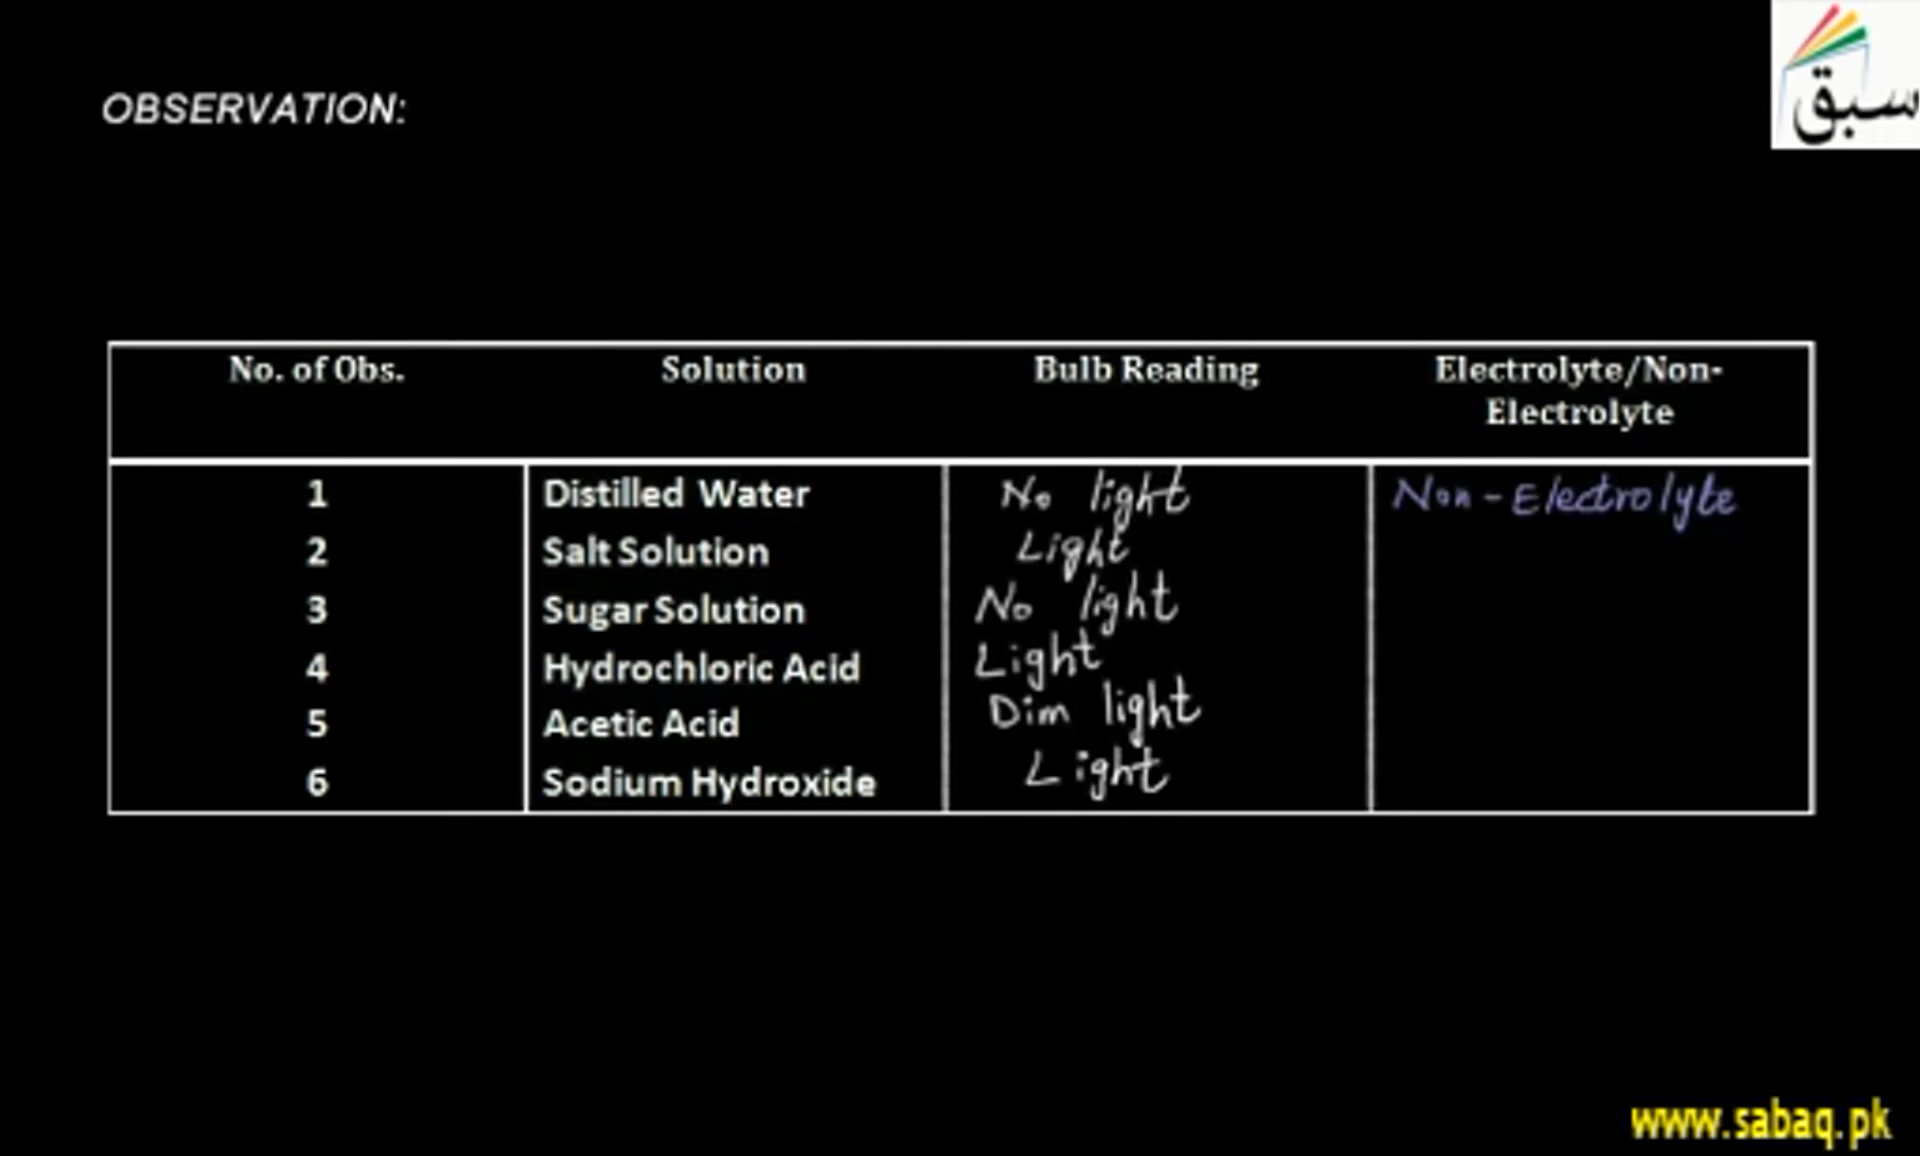 سبق
OBSERVATION:
No. of Obs. Solution Bulb Reading Electrolyte/Non-
Electrolyte
1 Distilled Water No light Non-Electrolyte
2 Salt Solution Light
3 Sugar Solution No light
4 Hydrochloric Acid Light
5 Acetic Acid Dim light
6 Sodium Hydroxide Light
www.sabaq.pk